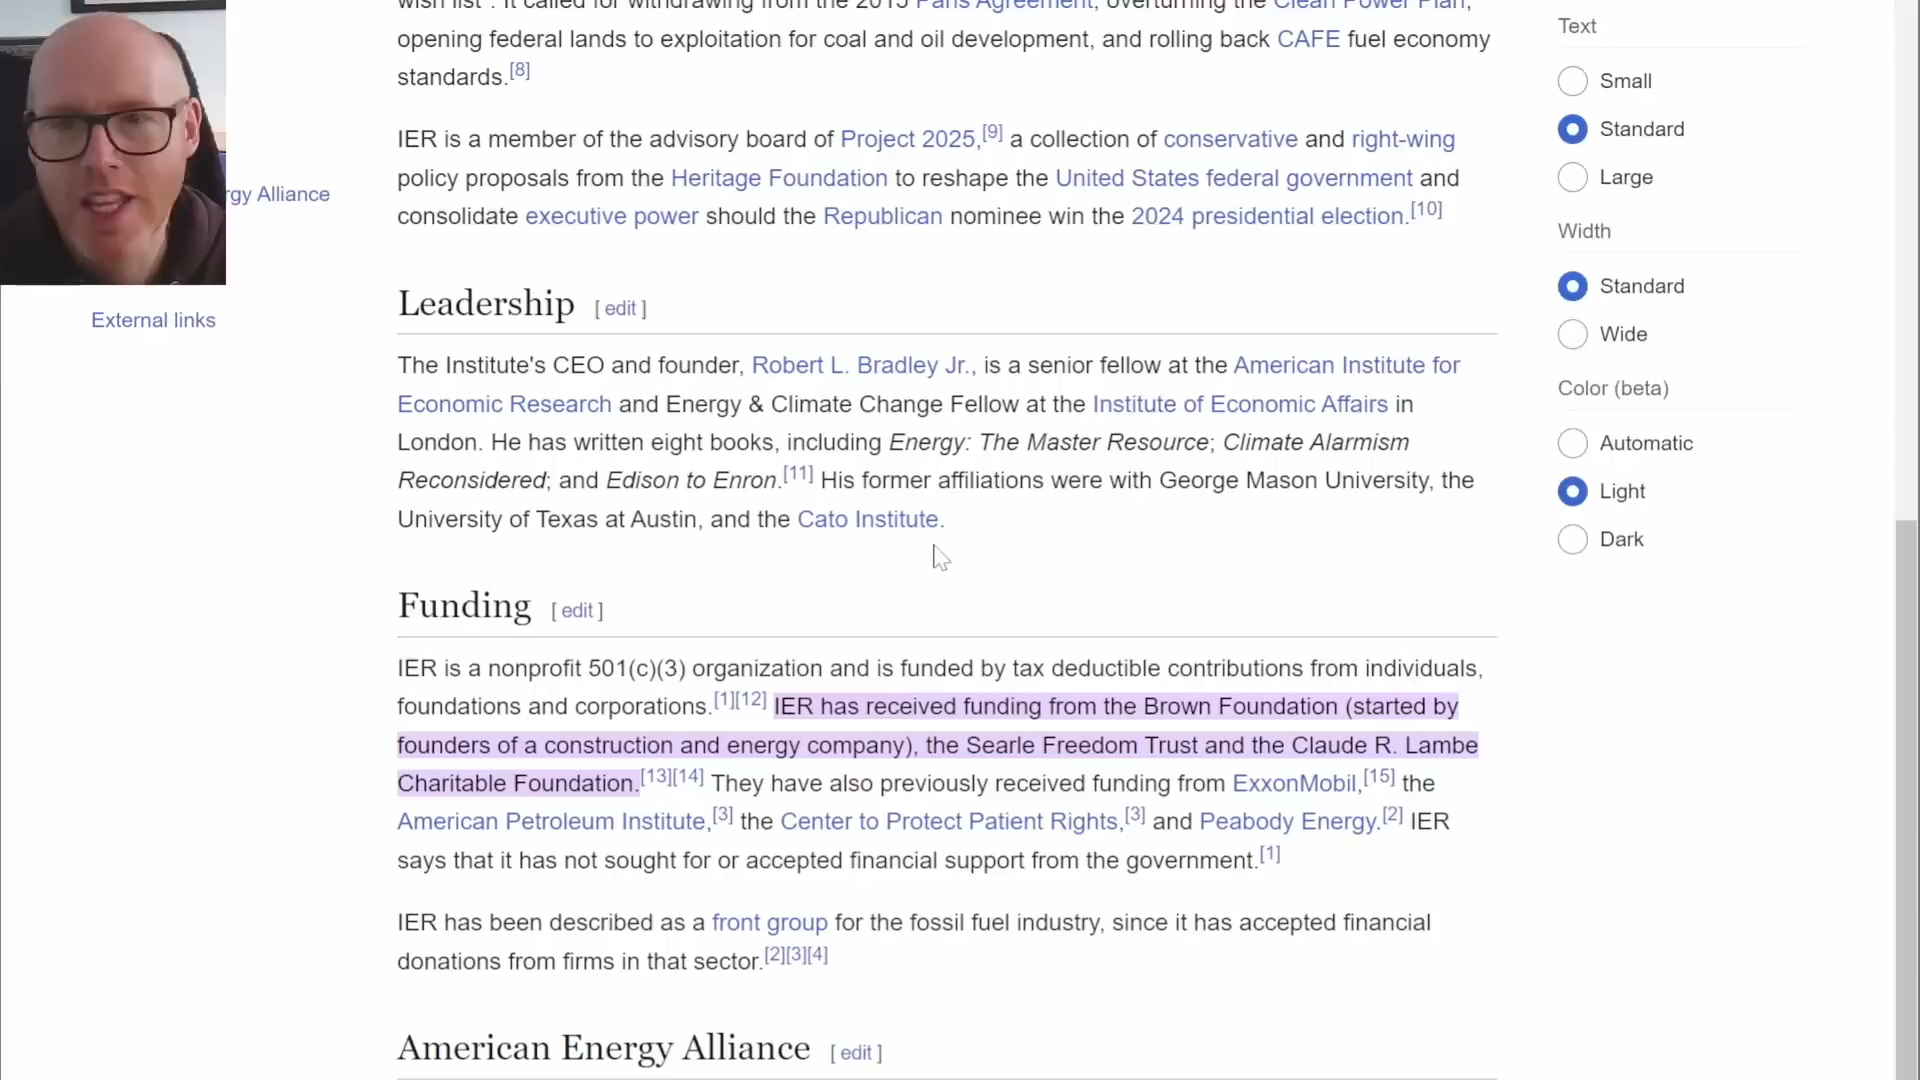 wish list". It called for withdrawing from the 2015 Paris Agreement, overturning the Clean Power Plan,
opening federal lands to exploitation for coal and oil development, and rolling back CAFE fuel economy
standards.[8]
IER is a member of the advisory board of Project 2025,[9] a collection of conservative and right-wing
policy proposals from the Heritage Foundation to reshape the United States federal government and
consolidate executive power should the Republican nominee win the 2024 presidential election.[10]
rgy Alliance
External links
Leadership [ edit ]
The Institute's CEO and founder, Robert L. Bradley Jr., is a senior fellow at the American Institute for
Economic Research and Energy & Climate Change Fellow at the Institute of Economic Affairs in
London. He has written eight books, including Energy: The Master Resource; Climate Alarmism
Reconsidered; and Edison to Enron.[11] His former affiliations were with George Mason University, the
University of Texas at Austin, and the Cato Institute.
Funding [ edit ]
IER is a nonprofit 501(c)(3) organization and is funded by tax deductible contributions from individuals,
foundations and corporations.[1][12] IER has received funding from the Brown Foundation (started by
founders of a construction and energy company), the Searle Freedom Trust and the Claude R. Lambe
Charitable Foundation.[13][14] They have also previously received funding from ExxonMobil,[15] the
American Petroleum Institute,[3] the Center to Protect Patient Rights,[3] and Peabody Energy.[2] IER
says that it has not sought for or accepted financial support from the government.[1]
IER has been described as a front group for the fossil fuel industry, since it has accepted financial
donations from firms in that sector.[2][3][4]
American Energy Alliance [ edit ]
Text
Small
Standard
Large
Width
Standard
Wide
Color (beta)
Automatic
Light
Dark